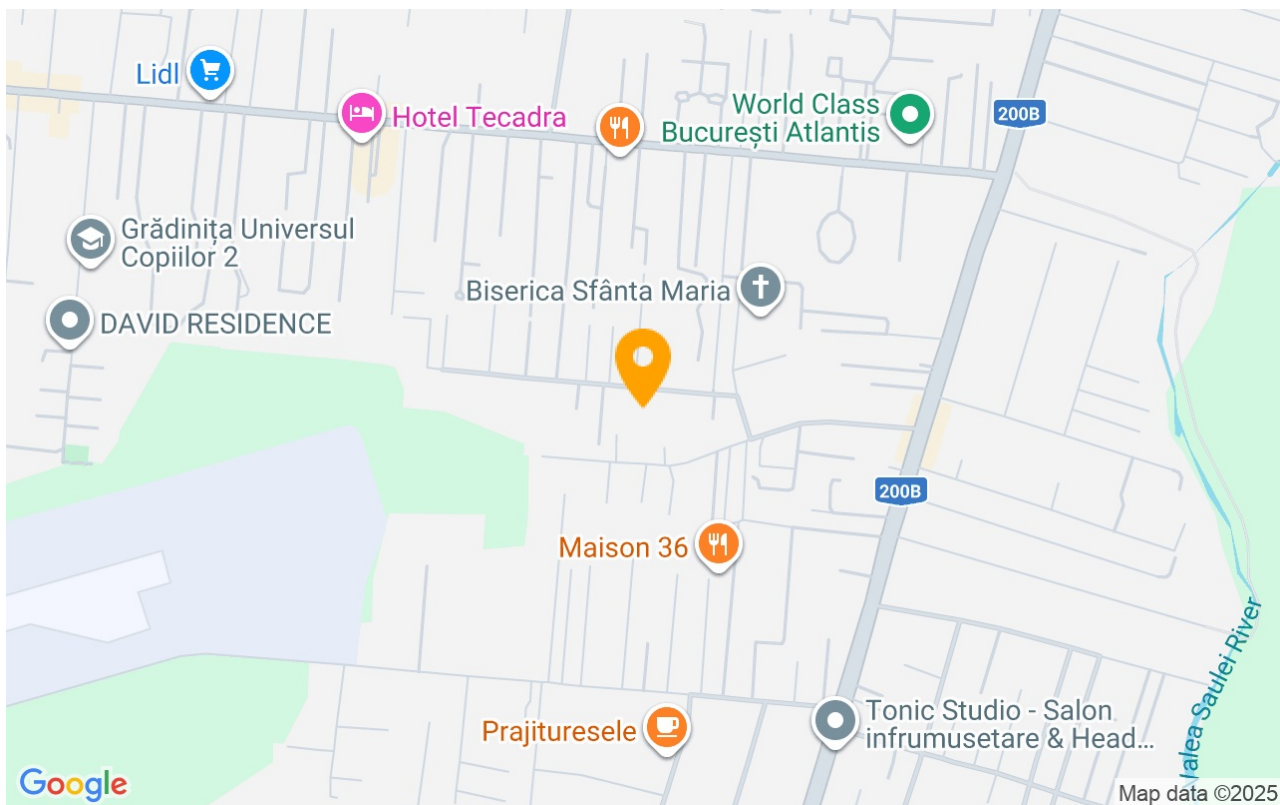 Lidl
Hotel Tecadra
World Class
București Atlantis
200B
Grădinița Universul
Copiilor 2
Biserica Sfânta Maria
DAVID RESIDENCE
200B
Maison 36
Prajituresele
Tonic Studio - Salon
infrumusetare & Head...
Valea Saulei River
Google
Map data ©2025